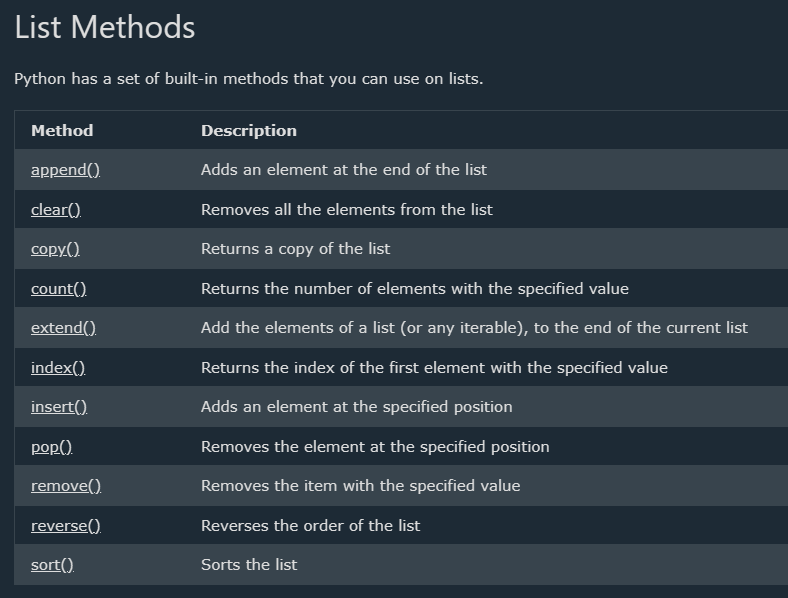 List Methods
Python has a set of built-in methods that you can use on lists.
Method Description
append() Adds an element at the end of the list
clear() Removes all the elements from the list
copy() Returns a copy of the list
count() Returns the number of elements with the specified value
extend() Add the elements of a list (or any iterable), to the end of the current list
index() Returns the index of the first element with the specified value
insert() Adds an element at the specified position
pop() Removes the element at the specified position
remove() Removes the item with the specified value
reverse() Reverses the order of the list
sort() Sorts the list